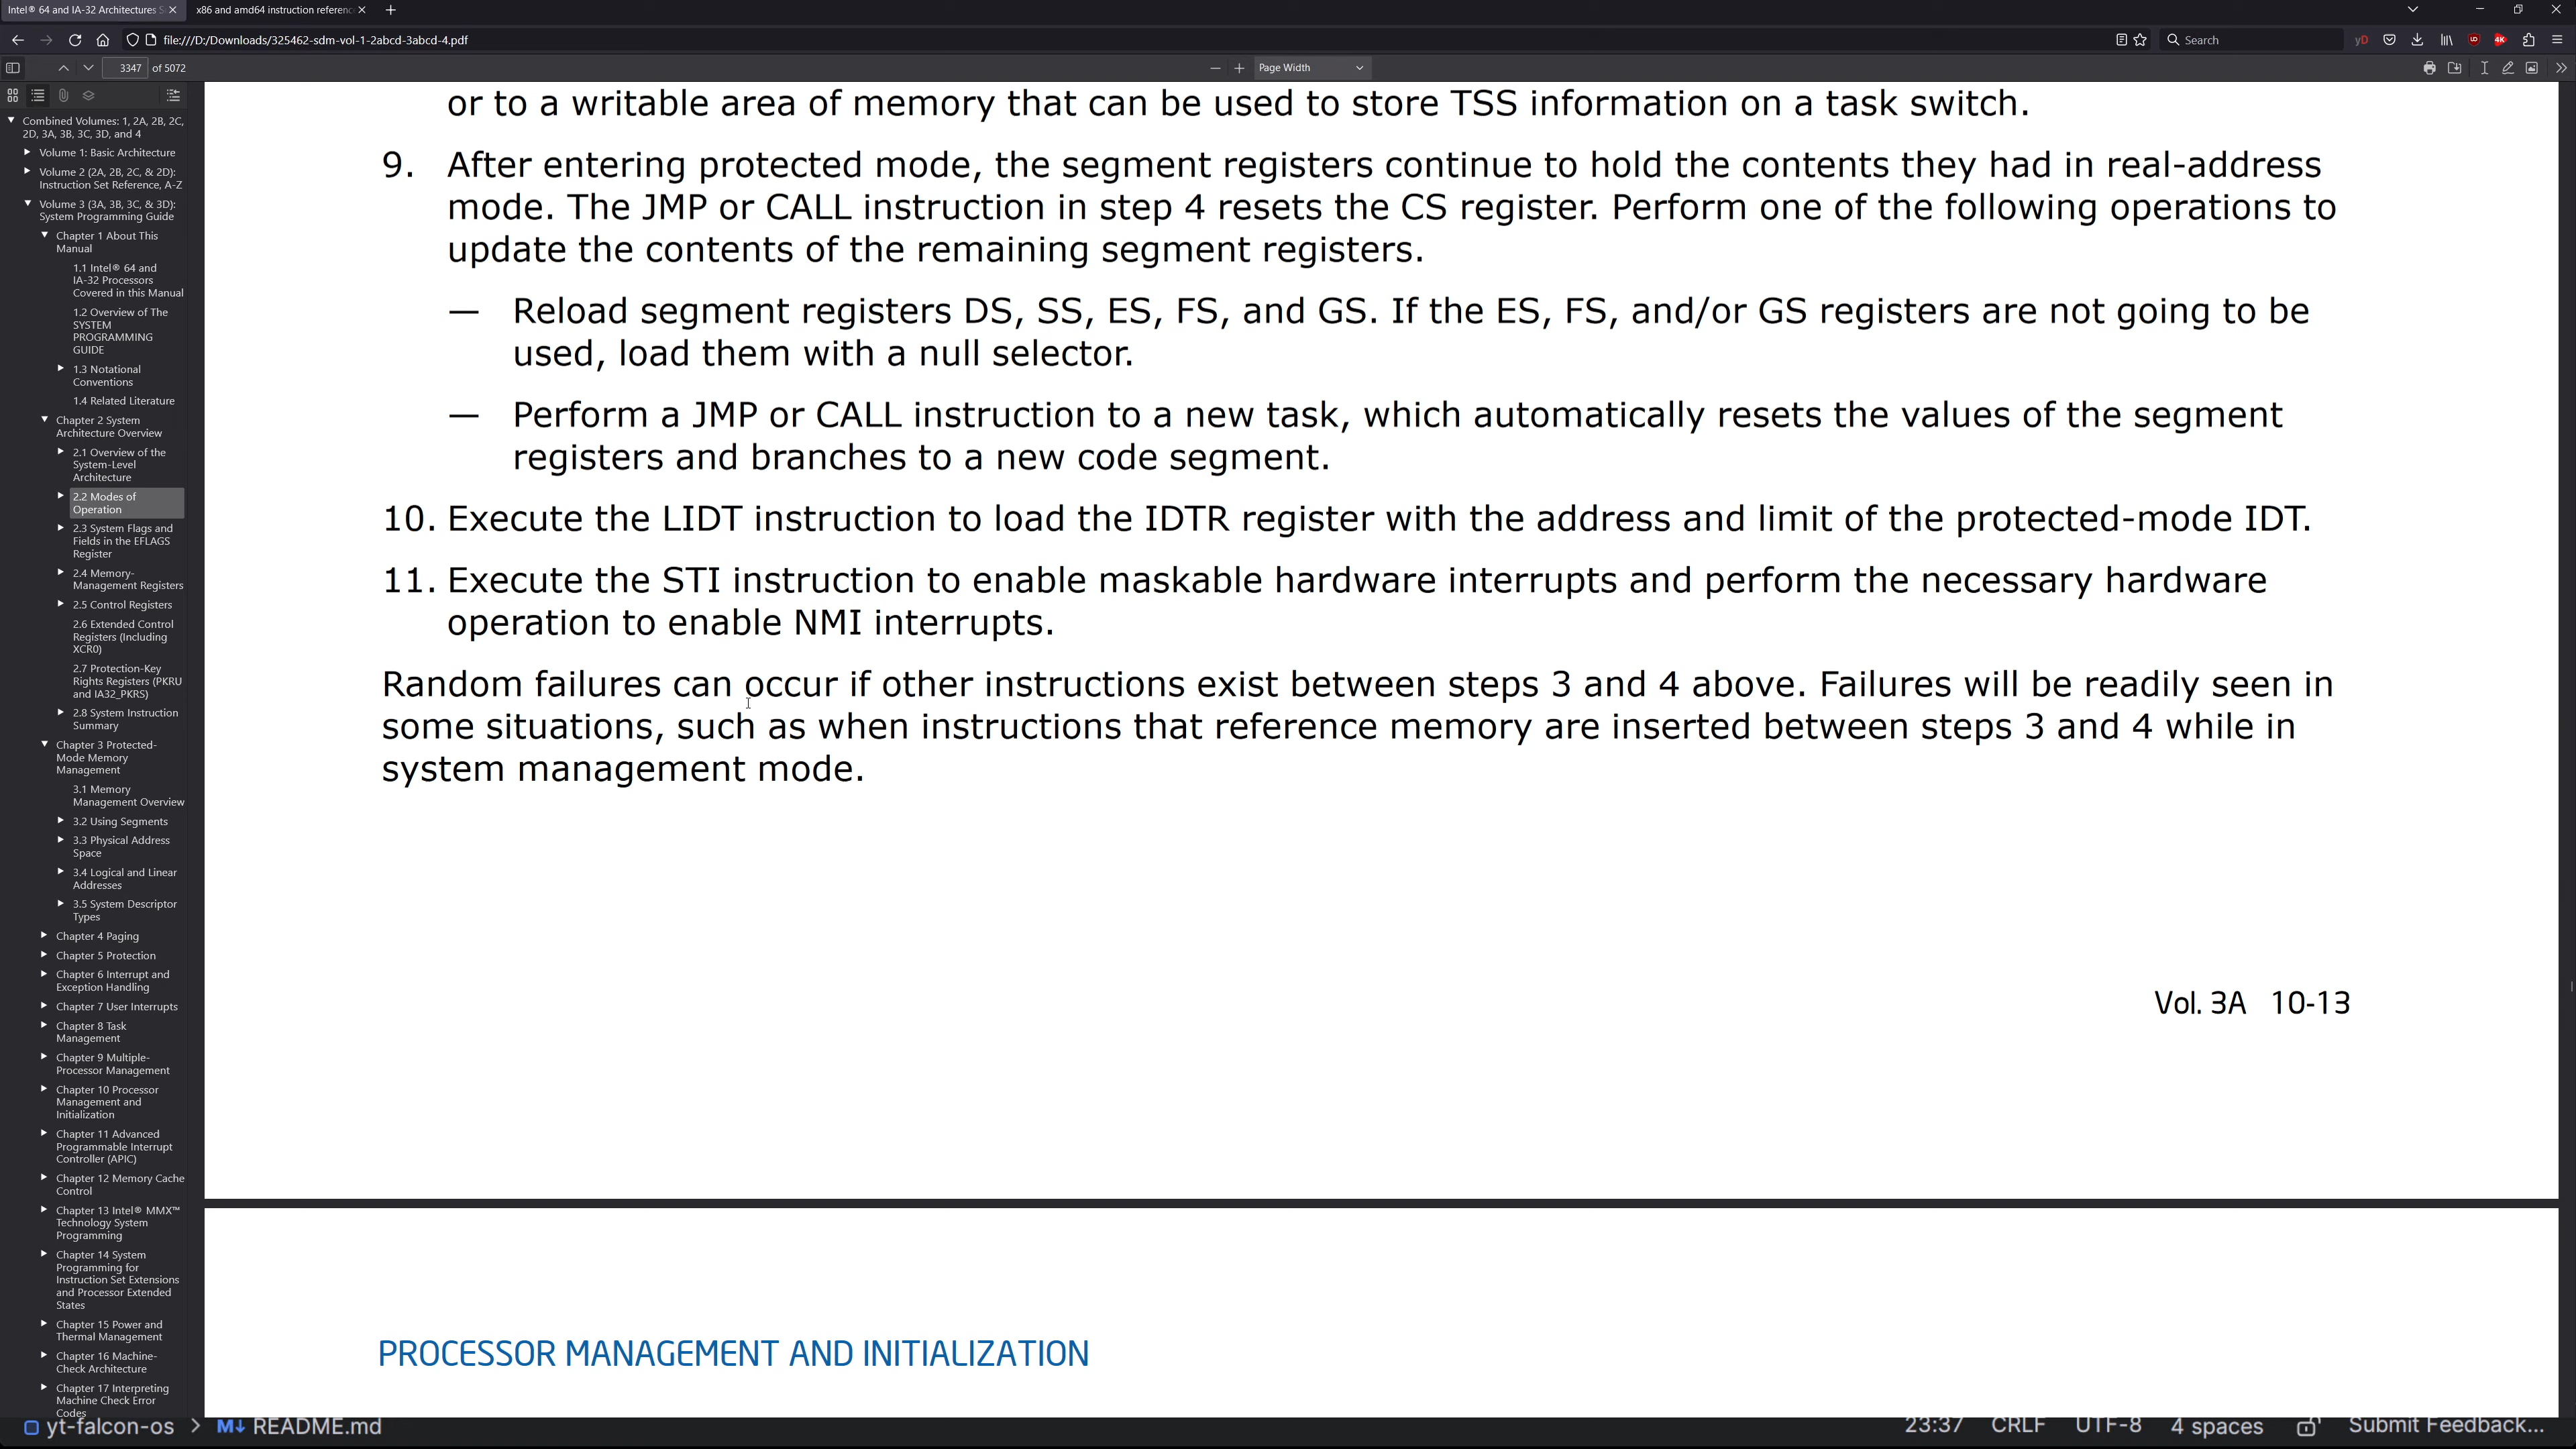 Intel® 64 and IA-32 Architectures S
x86 and amd64 instruction referenc
file:///D:/Downloads/325462-sdm-vol-1-2abcd-3abcd-4.pdf
Search
yD
4K
3347 of 5072
Page Width
Combined Volumes: 1, 2A, 2B, 2C,
2D, 3A, 3B, 3C, 3D, and 4
Volume 1: Basic Architecture
Volume 2 (2A, 2B, 2C, & 2D):
Instruction Set Reference, A-Z
Volume 3 (3A, 3B, 3C, & 3D):
System Programming Guide
Chapter 1 About This
Manual
1.1 Intel® 64 and
IA-32 Processors
Covered in this Manual
1.2 Overview of The
SYSTEM
PROGRAMMING
GUIDE
1.3 Notational
Conventions
1.4 Related Literature
Chapter 2 System
Architecture Overview
2.1 Overview of the
System-Level
Architecture
2.2 Modes of
Operation
2.3 System Flags and
Fields in the EFLAGS
Register
2.4 Memory-
Management Registers
2.5 Control Registers
2.6 Extended Control
Registers (Including
XCR0)
2.7 Protection-Key
Rights Registers (PKRU
and IA32_PKRS)
2.8 System Instruction
Summary
Chapter 3 Protected-
Mode Memory
Management
3.1 Memory
Management Overview
3.2 Using Segments
3.3 Physical Address
Space
3.4 Logical and Linear
Addresses
3.5 System Descriptor
Types
Chapter 4 Paging
Chapter 5 Protection
Chapter 6 Interrupt and
Exception Handling
Chapter 7 User Interrupts
Chapter 8 Task
Management
Chapter 9 Multiple-
Processor Management
Chapter 10 Processor
Management and
Initialization
Chapter 11 Advanced
Programmable Interrupt
Controller (APIC)
Chapter 12 Memory Cache
Control
Chapter 13 Intel® MMX™
Technology System
Programming
Chapter 14 System
Programming for
Instruction Set Extensions
and Processor Extended
States
Chapter 15 Power and
Thermal Management
Chapter 16 Machine-
Check Architecture
Chapter 17 Interpreting
Machine Check Error
Codes
or to a writable area of memory that can be used to store TSS information on a task switch.
9. After entering protected mode, the segment registers continue to hold the contents they had in real-address
mode. The JMP or CALL instruction in step 4 resets the CS register. Perform one of the following operations to
update the contents of the remaining segment registers.
— Reload segment registers DS, SS, ES, FS, and GS. If the ES, FS, and/or GS registers are not going to be
used, load them with a null selector.
— Perform a JMP or CALL instruction to a new task, which automatically resets the values of the segment
registers and branches to a new code segment.
10. Execute the LIDT instruction to load the IDTR register with the address and limit of the protected-mode IDT.
11. Execute the STI instruction to enable maskable hardware interrupts and perform the necessary hardware
operation to enable NMI interrupts.
Random failures can occur if other instructions exist between steps 3 and 4 above. Failures will be readily seen in
some situations, such as when instructions that reference memory are inserted between steps 3 and 4 while in
system management mode.
Vol. 3A 10-13
PROCESSOR MANAGEMENT AND INITIALIZATION
yt-falcon-os > M↓ README.md
23:37 CRLF UTF-8 4 spaces Submit Feedback...